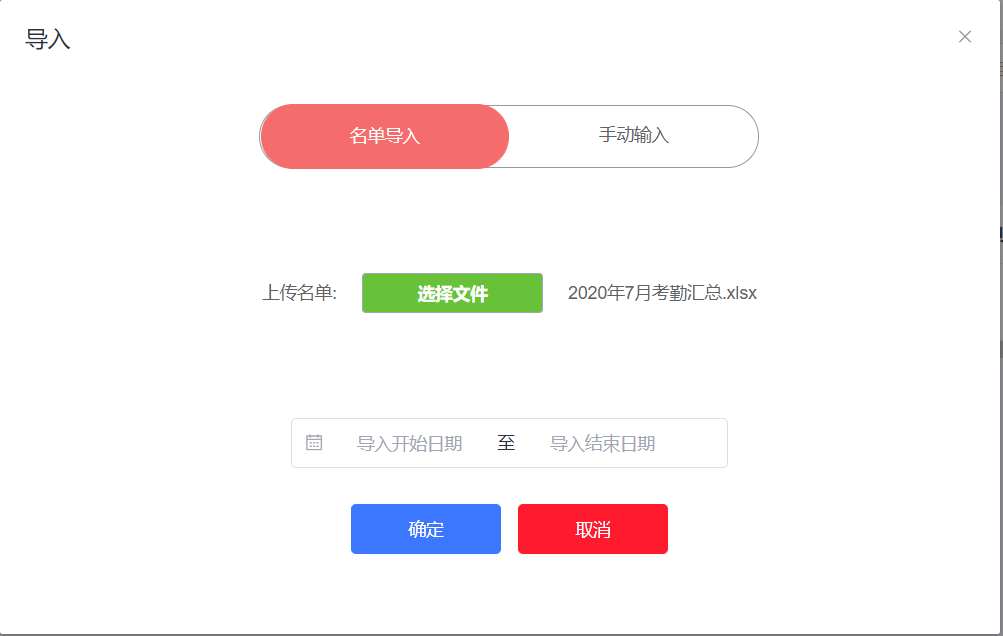 导入
名单导入 手动输入
上传名单: 选择文件 2020年7月考勤汇总.xlsx
导入开始日期 至 导入结束日期
确定 取消